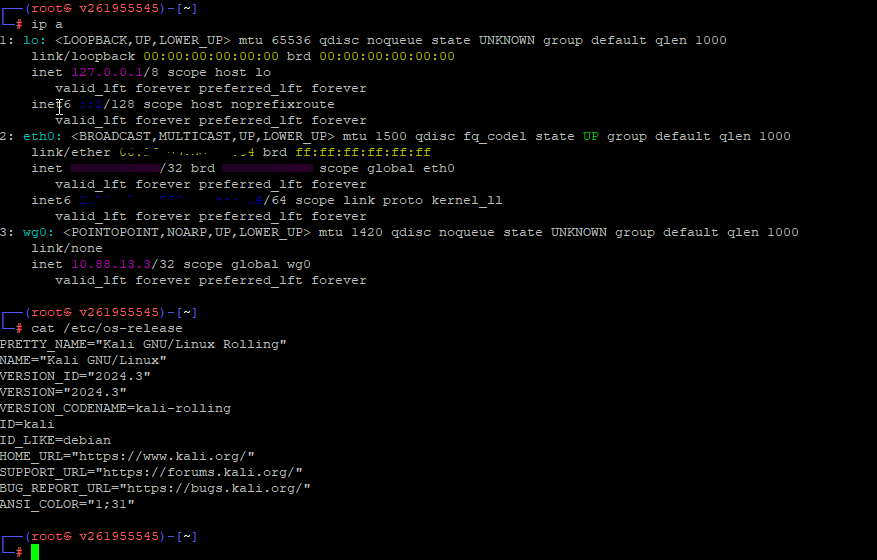 ┌──(root㉿ v261955545)-[~]
└─# ip a
1: lo: <LOOPBACK,UP,LOWER_UP> mtu 65536 qdisc noqueue state UNKNOWN group default qlen 1000
    link/loopback 00:00:00:00:00:00 brd 00:00:00:00:00:00
    inet 127.0.0.1/8 scope host lo
       valid_lft forever preferred_lft forever
    inet6 ::1/128 scope host noprefixroute
       valid_lft forever preferred_lft forever
2: eth0: <BROADCAST,MULTICAST,UP,LOWER_UP> mtu 1500 qdisc fq_codel state UP group default qlen 1000
    link/ether brd ff:ff:ff:ff:ff:ff
    inet /32 brd scope global eth0
       valid_lft forever preferred_lft forever
    inet6 /64 scope link proto kernel_ll
       valid_lft forever preferred_lft forever
3: wg0: <POINTOPOINT,NOARP,UP,LOWER_UP> mtu 1420 qdisc noqueue state UNKNOWN group default qlen 1000
    link/none
    inet 10.88.13.3/32 scope global wg0
       valid_lft forever preferred_lft forever
┌──(root㉿ v261955545)-[~]
└─# cat /etc/os-release
PRETTY_NAME="Kali GNU/Linux Rolling"
NAME="Kali GNU/Linux"
VERSION_ID="2024.3"
VERSION="2024.3"
VERSION_CODENAME=kali-rolling
ID=kali
ID_LIKE=debian
HOME_URL="https://www.kali.org/"
SUPPORT_URL="https://forums.kali.org/"
BUG_REPORT_URL="https://bugs.kali.org/"
ANSI_COLOR="1;31"
┌──(root㉿ v261955545)-[~]
└─#